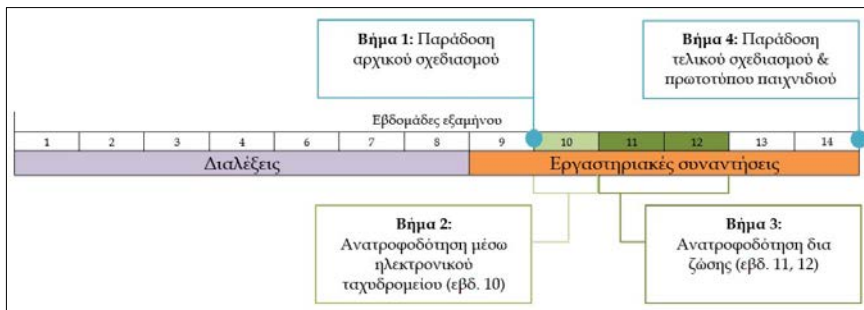 Βήμα 1: Παράδοση
αρχικού σχεδιασμού
Βήμα 4: Παράδοση
τελικού σχεδιασμού &
πρωτοτύπου παιχνιδιού
Εβδομάδες εξαμήνου
1 2 3 4 6 7 8 9 10 11 12 13 14
Διαλέξεις Εργαστηριακές συναντήσεις
Βήμα 2:
Ανατροφοδότηση μέσω
ηλεκτρονικού
ταχυδρομείου (εβδ. 10)
Βήμα 3:
Ανατροφοδότηση δια
ζώσης (εβδ. 11, 12)